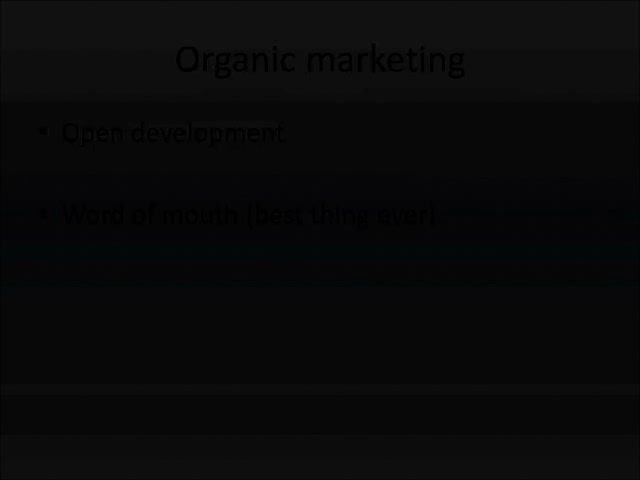 Organic marketing
• Open development
• Word of mouth (best thing ever)